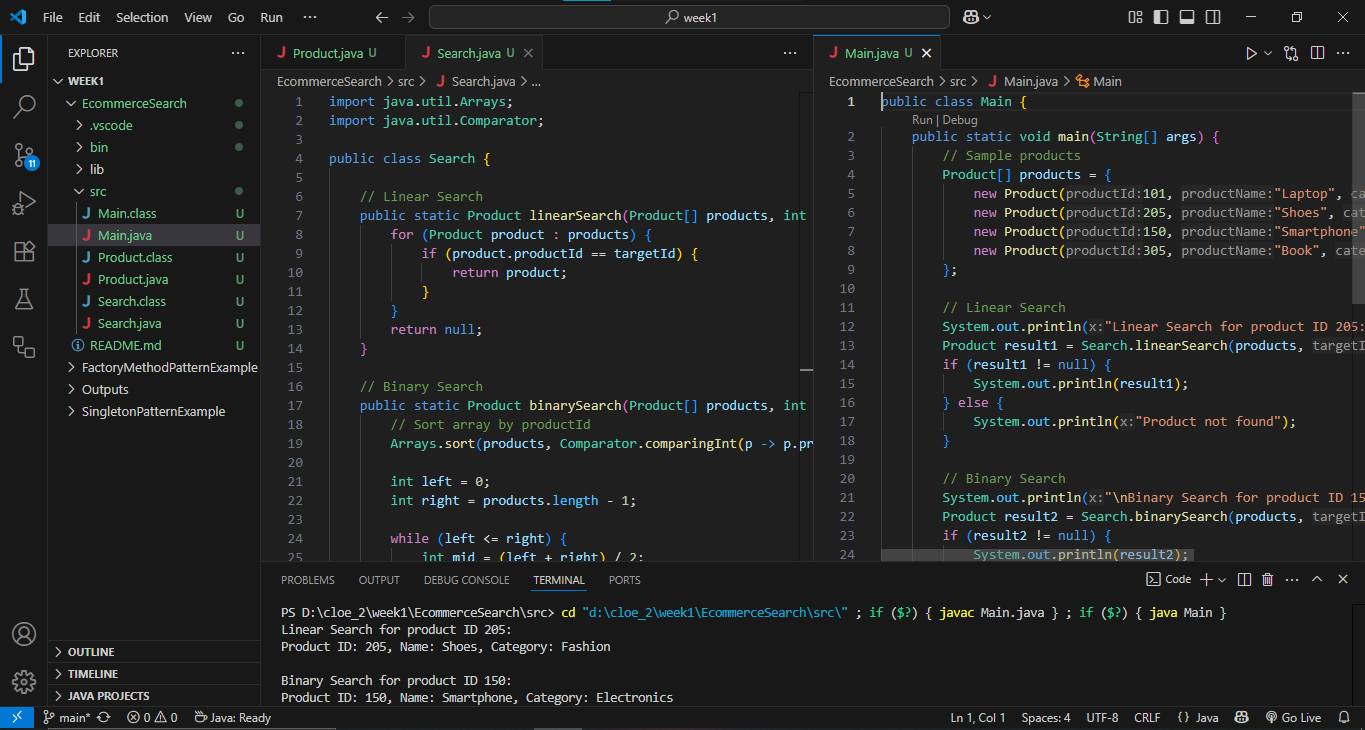 File Edit Selection View Go Run ··· week1
EXPLORER ···
WEEK1
EcommerceSearch
.vscode
bin
lib
src
J Main.class U
J Main.java U
J Product.class U
J Product.java U
J Search.class U
J Search.java U
README.md U
FactoryMethodPatternExample
Outputs
SingletonPatternExample
OUTLINE
TIMELINE
JAVA PROJECTS
11
J Product.java U J Search.java U ···
EcommerceSearch > src > J Search.java > ...
1 import java.util.Arrays;
2 import java.util.Comparator;
3
4 public class Search {
5
6 // Linear Search
7 public static Product linearSearch(Product[] products, int
8 for (Product product : products) {
9 if (product.productId == targetId) {
10 return product;
11 }
12 }
13 return null;
14 }
15
16 // Binary Search
17 public static Product binarySearch(Product[] products, int
18 // Sort array by productId
19 Arrays.sort(products, Comparator.comparingInt(p -> p.pr
20
21 int left = 0;
22 int right = products.length - 1;
23
24 while (left <= right) {
25 int mid = (left + right) / 2;
J Main.java U ···
EcommerceSearch > src > J Main.java > Main
1 public class Main {
Run | Debug
2 public static void main(String[] args) {
3 // Sample products
4 Product[] products = {
5 new Product(productId:101, productName:"Laptop", ca
6 new Product(productId:205, productName:"Shoes", cat
7 new Product(productId:150, productName:"Smartphone"
8 new Product(productId:305, productName:"Book", cate
9 };
10
11 // Linear Search
12 System.out.println(x:"Linear Search for product ID 205:
13 Product result1 = Search.linearSearch(products, targetI
14 if (result1 != null) {
15 System.out.println(result1);
16 } else {
17 System.out.println(x:"Product not found");
18 }
19
20 // Binary Search
21 System.out.println(x:"\nBinary Search for product ID 15
22 Product result2 = Search.binarySearch(products, targetI
23 if (result2 != null) {
24 System.out.println(result2);
PROBLEMS OUTPUT DEBUG CONSOLE TERMINAL PORTS Code ···
PS D:\cloe_2\week1\EcommerceSearch\src> cd "d:\cloe_2\week1\EcommerceSearch\src\" ; if ($?) { javac Main.java } ; if ($?) { java Main }
Linear Search for product ID 205:
Product ID: 205, Name: Shoes, Category: Fashion
Binary Search for product ID 150:
Product ID: 150, Name: Smartphone, Category: Electronics
main* 0 0 Java: Ready Ln 1, Col 1 Spaces: 4 UTF-8 CRLF {} Java Go Live